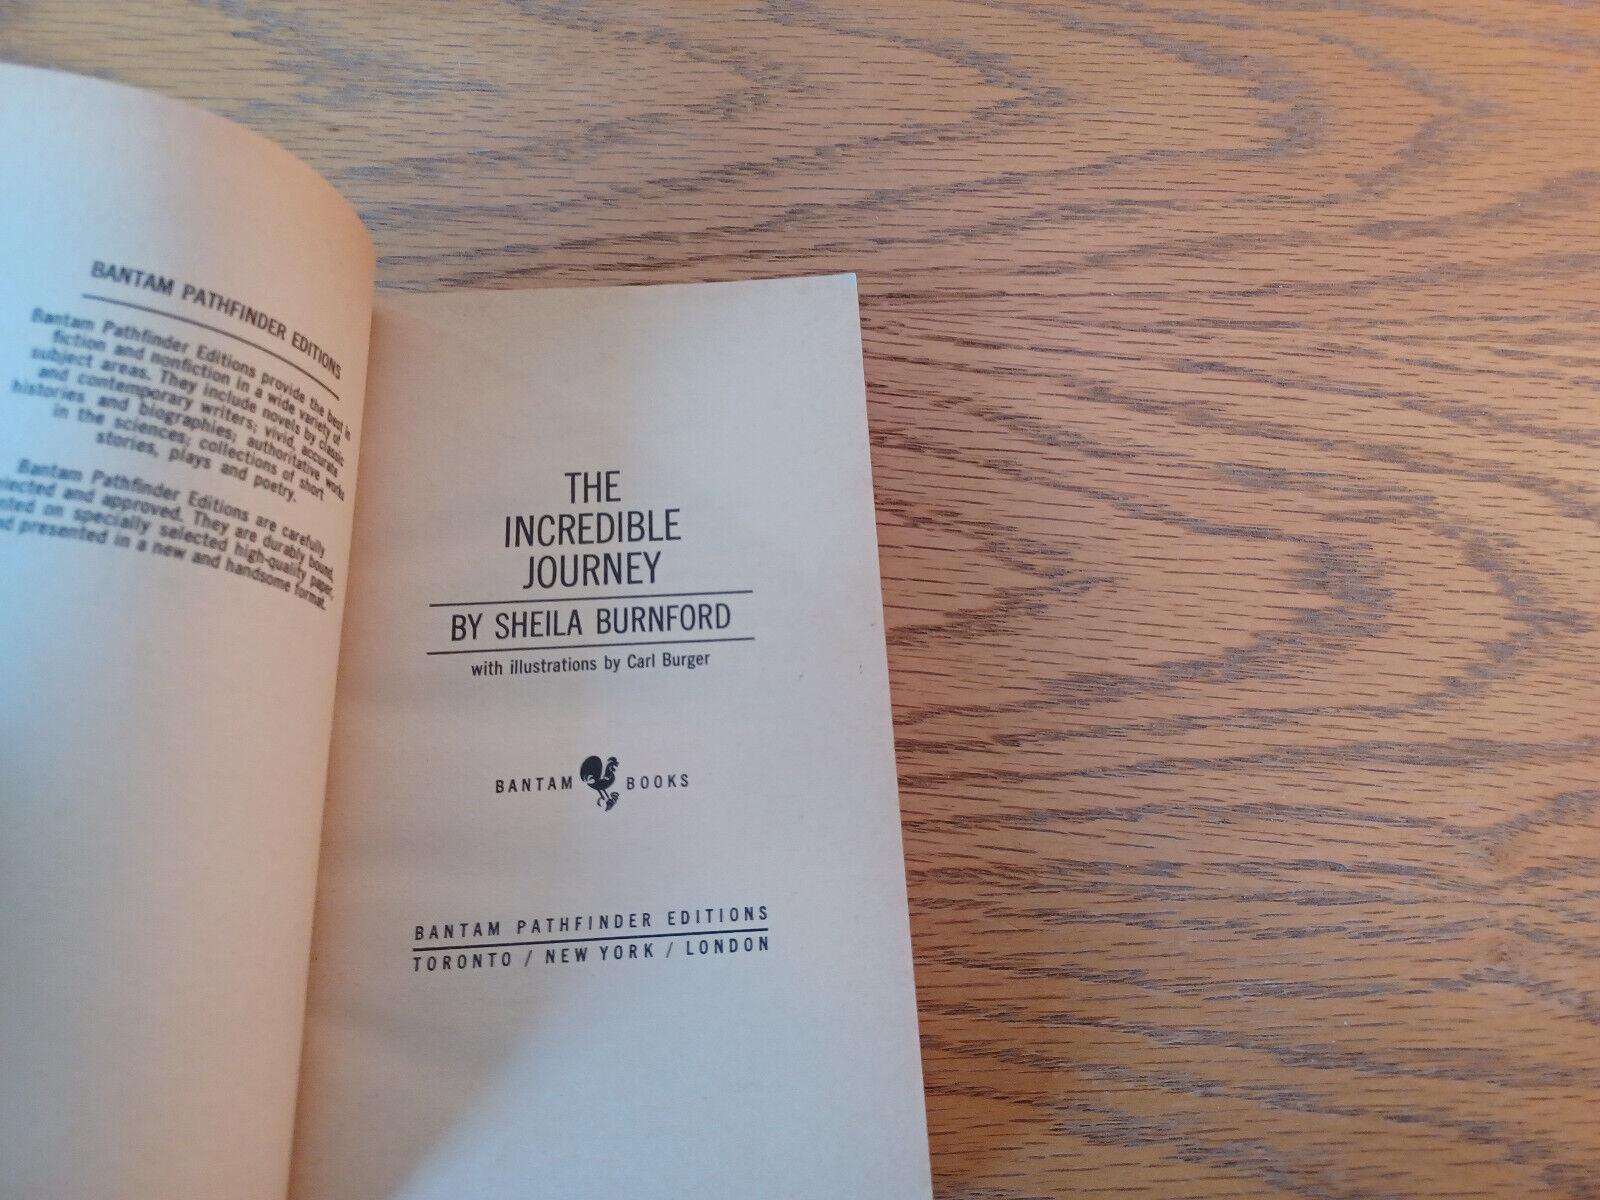 BANTAM PATHFINDER EDITIONS
Bantam Pathfinder Editions provide the best in
fiction and nonfiction in a wide variety of
subject areas. They include novels by classic
and contemporary writers; vivid, accurate
histories and biographies; authoritative works
in the sciences; collections of short
stories, plays and poetry.
Bantam Pathfinder Editions are carefully
and approved. They are durably bound,
on specially selected high-quality paper,
presented in a new and handsome format.
THE
INCREDIBLE
JOURNEY
BY SHEILA BURNFORD
with illustrations by Carl Burger
BANTAM BOOKS
BANTAM PATHFINDER EDITIONS
TORONTO / NEW YORK / LONDON